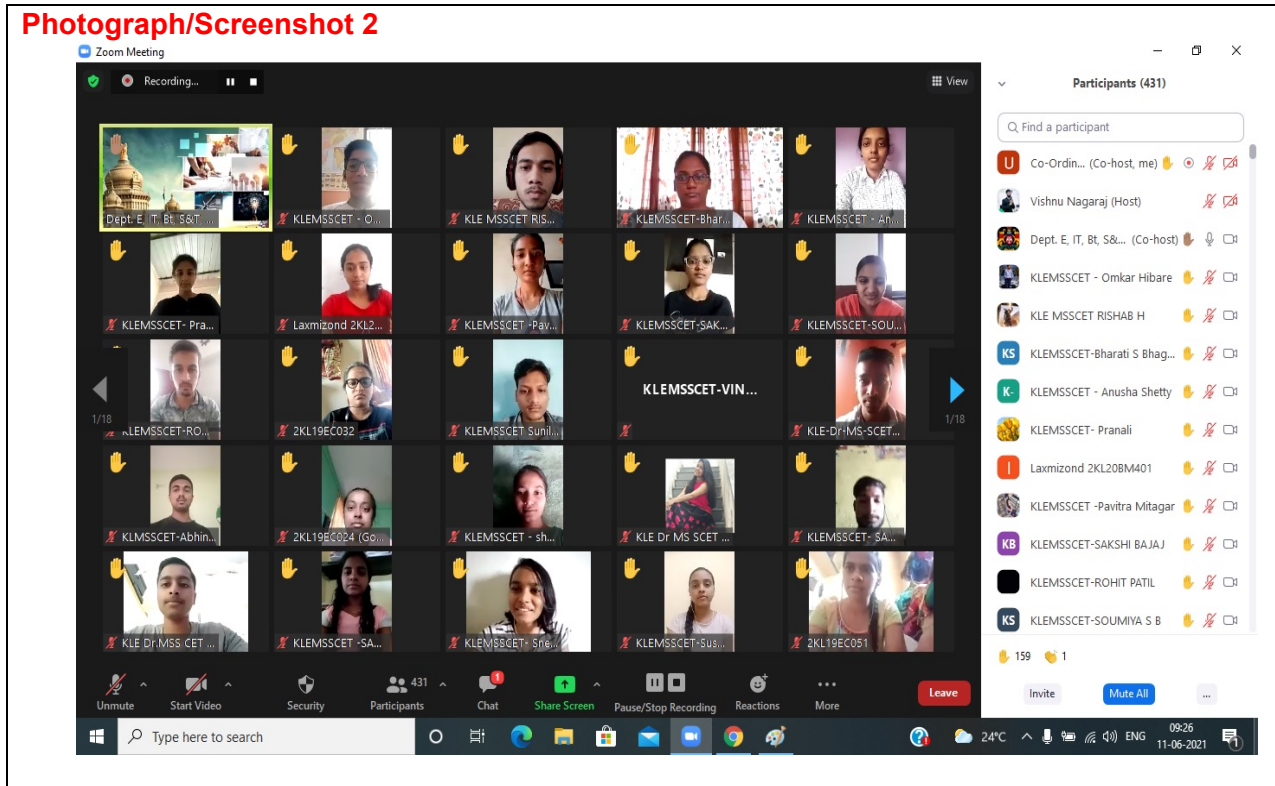 Photograph/Screenshot 2
Zoom Meeting
Recording...
View
Participants (431)
Find a participant
Co-Ordin... (Co-host, me)
Vishnu Nagaraj (Host)
Dept. E, IT, Bt, S&... (Co-host)
KLEMSSCET - Omkar Hibare
KLE MSSCET RISHAB H
KS KLEMSSCET-Bharati S Bhag...
K- KLEMSSCET - Anusha Shetty
KLEMSSCET- Pranali
Laxmizond 2KL20BM401
KLEMSSCET -Pavitra Mitagar
KB KLEMSSCET-SAKSHI BAJAJ
KLEMSSCET-ROHIT PATIL
KS KLEMSSCET-SOUMIYA S B
159 1
Invite Mute All ...
Dept. E, IT, Bt, S&T, ...
KLEMSSCET - O...
KLE MSSCET RIS...
KLEMSSCET-Bhar...
KLEMSSCET - An...
KLEMSSCET- Pra...
Laxmizond 2KL2...
KLEMSSCET -Pav...
KLEMSSCET-SAK...
KLEMSSCET-SOU...
KLEMSSCET-VIN...
1/18
1/18
KLEMSSCET-RO...
2KL19EC032
KLEMSSCET Sunil...
KLE-Dr-MS-SCET...
KLMSSCET-Abhin...
2KL19EC024 (Go...
KLEMSSCET - sh...
KLE Dr MS SCET ...
KLEMSSCET- SA...
KLE Dr.MSS CET ...
KLEMSSCET -SA...
KLEMSSCET- Sne...
KLEMSSCET-Sus...
2KL19EC051
431
1
Unmute Start Video Security Participants Chat Share Screen Pause/Stop Recording Reactions More Leave
Type here to search
24°C ENG
09:26
11-06-2021
1